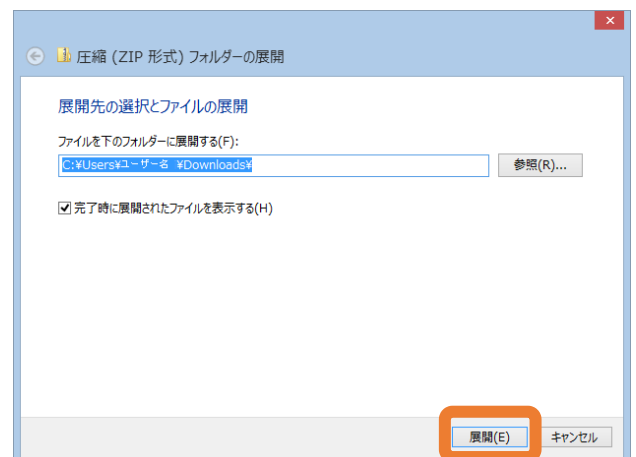 圧縮 (ZIP 形式) フォルダーの展開
展開先の選択とファイルの展開
ファイルを下のフォルダーに展開する(F):
C:¥Users¥ユーザー名 ¥Downloads¥
参照(R)...
完了時に展開されたファイルを表示する(H)
展開(E)
キャンセル